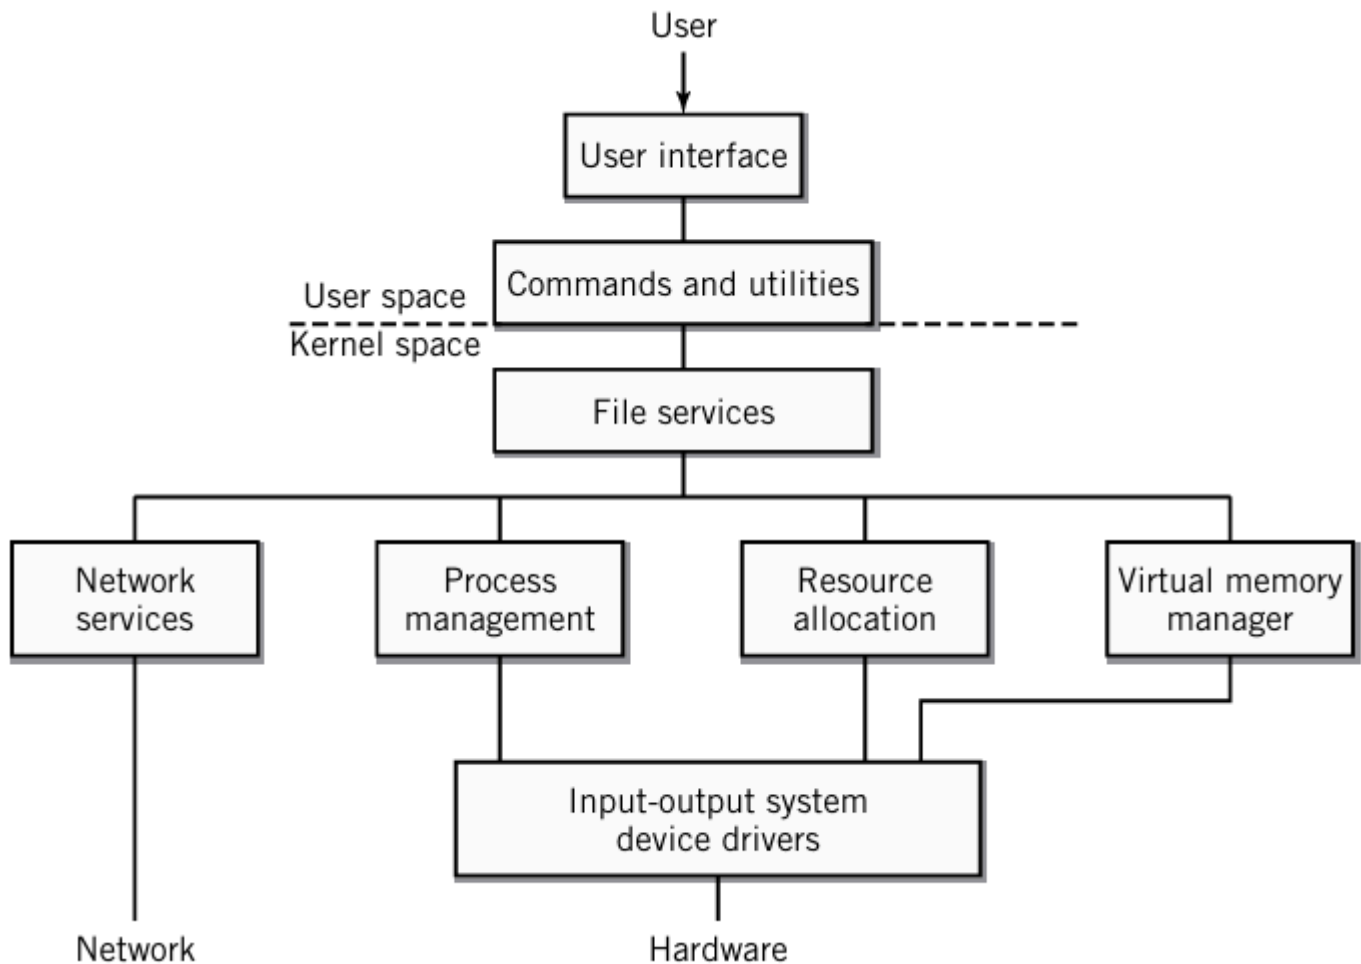 User
User interface
Commands and utilities
User space
Kernel space
File services
Network
services
Process
management
Resource
allocation
Virtual memory
manager
Input-output system
device drivers
Network
Hardware